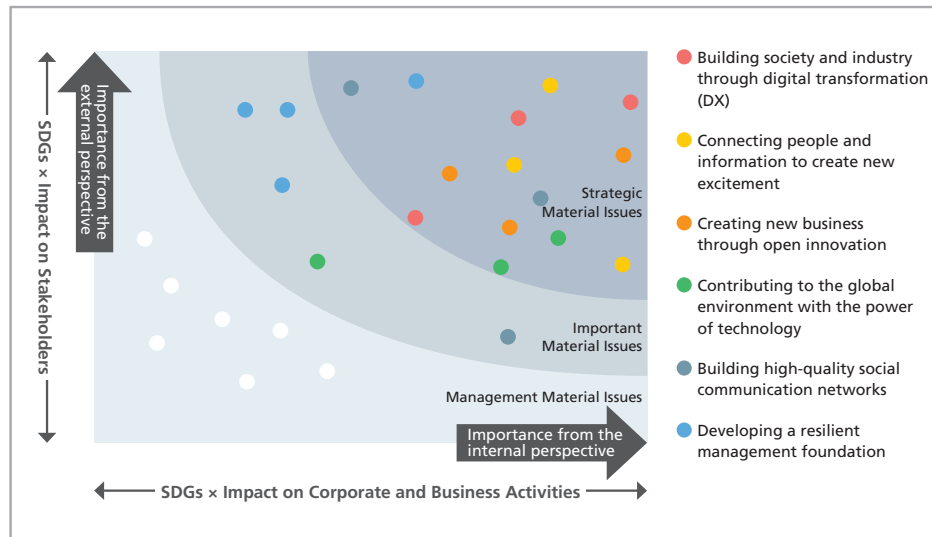 SDGs × Impact on Stakeholders
Importance from the
external perspective
Strategic
Material Issues
Important
Material Issues
Management Material Issues
Importance from the
internal perspective
SDGs × Impact on Corporate and Business Activities
Building society and industry
through digital transformation
(DX)
Connecting people and
information to create new
excitement
Creating new business
through open innovation
Contributing to the global
environment with the power
of technology
Building high-quality social
communication networks
Developing a resilient
management foundation